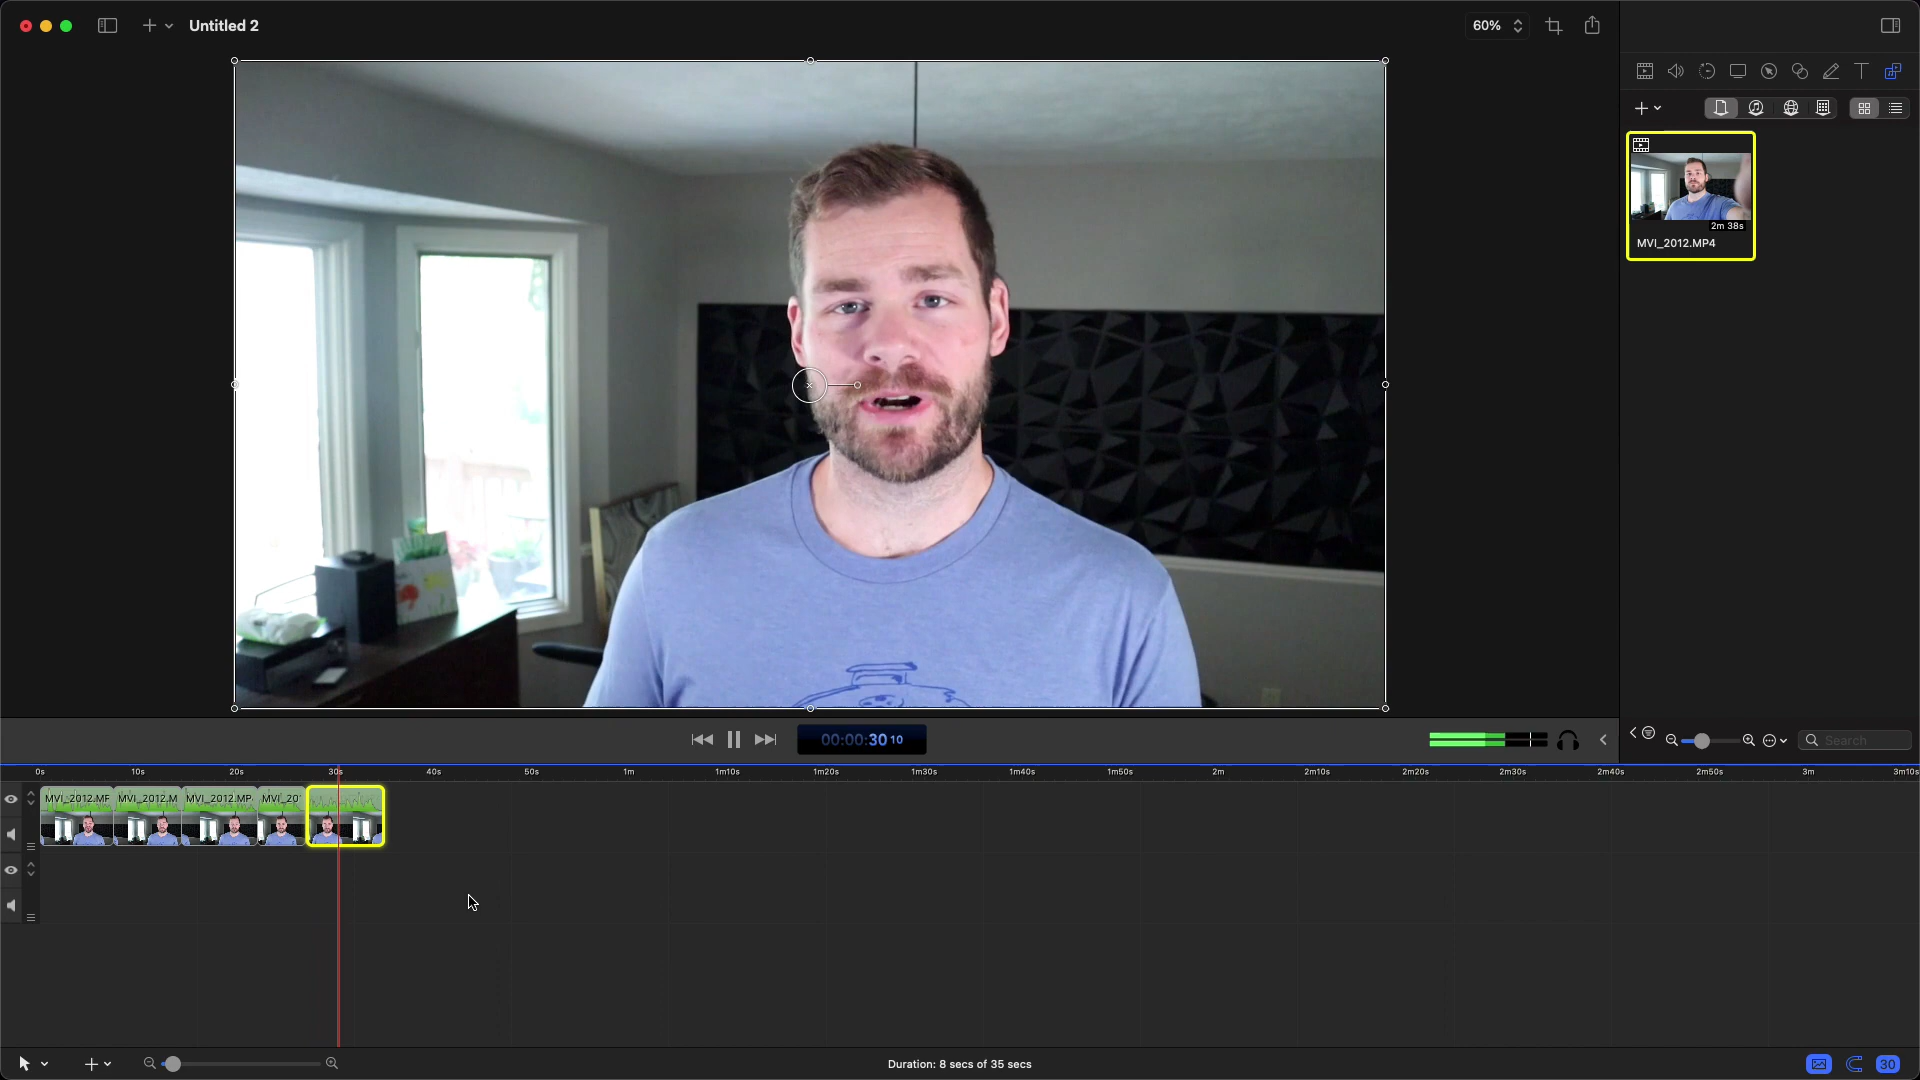 Untitled 2
60%
2m 38s
MVI_2012.MP4
00:00:30 10
Search
0s 10s 20s 30s 40s 50s 1m 1m10s 1m20s 1m30s 1m40s 1m50s 2m 2m10s 2m20s 2m30s 2m40s 2m50s 3m 3m10s
MVI_2012.MF MVI_2012.M MVI_2012.MP MVI_20
Duration: 8 secs of 35 secs
30